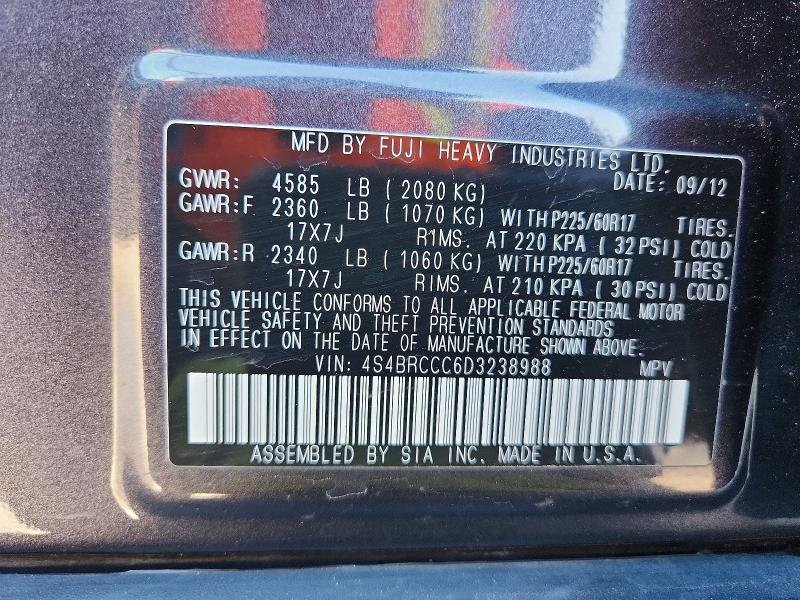 MFD BY FUJI HEAVY INDUSTRIES LTD.
GVWR: 4585 LB (2080 KG) DATE: 09/12
GAWR:F 2360 LB (1070 KG) WITH P225/60R17 TIRES.
17X7J RIMS. AT 220 KPA (32 PSI) COLD
GAWR:R 2340 LB (1060 KG) WITH P225/60R17 TIRES.
17X7J RIMS. AT 210 KPA (30 PSI) COLD
THIS VEHICLE CONFORMS TO ALL APPLICABLE FEDERAL MOTOR
VEHICLE SAFETY AND THEFT PREVENTION STANDARDS
IN EFFECT ON THE DATE OF MANUFACTURE SHOWN ABOVE.
VIN: 4S4BRCCC6D3238988 MPV
ASSEMBLED BY SIA INC. MADE IN U.S.A.